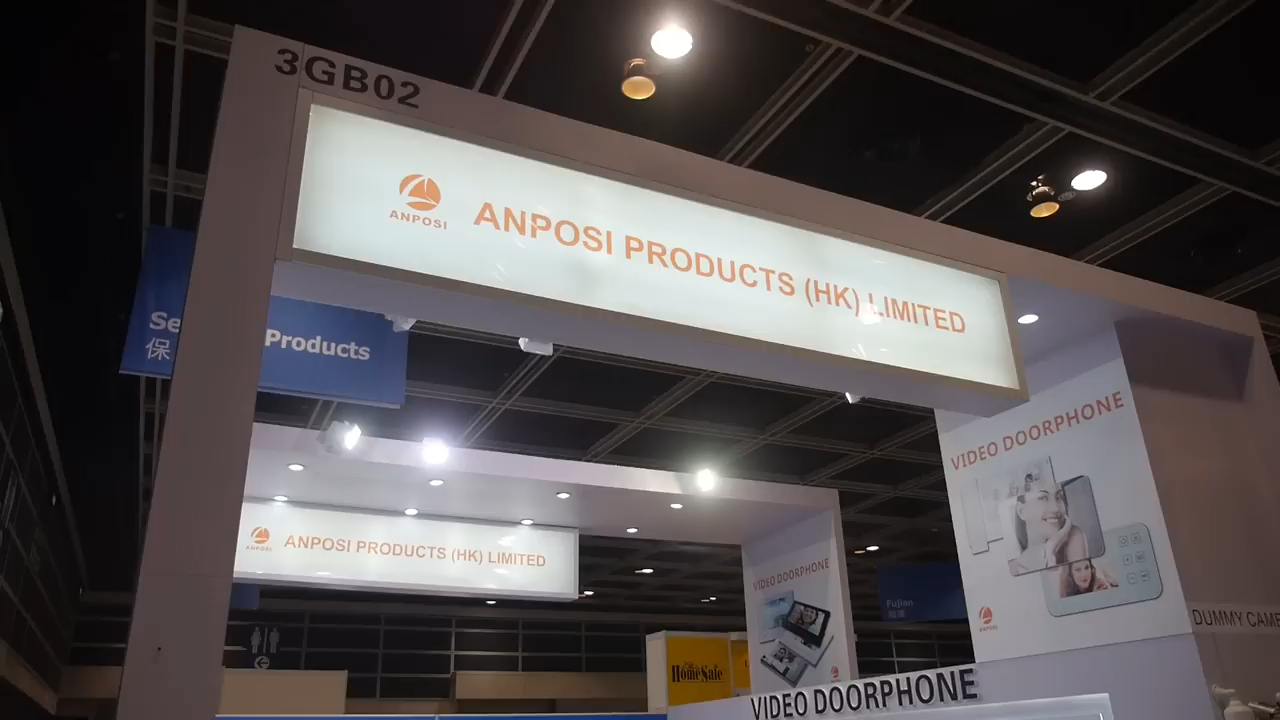 3GB02
ANPOSI
ANPOSI PRODUCTS (HK) LIMITED
Se
Products
保
VIDEO DOORPHONE
ANPOSI
ANPOSI PRODUCTS (HK) LIMITED
VIDEO DOORPHONE
Fujian
DUMMY CAME
HomeSafe
VIDEO DOORPHONE